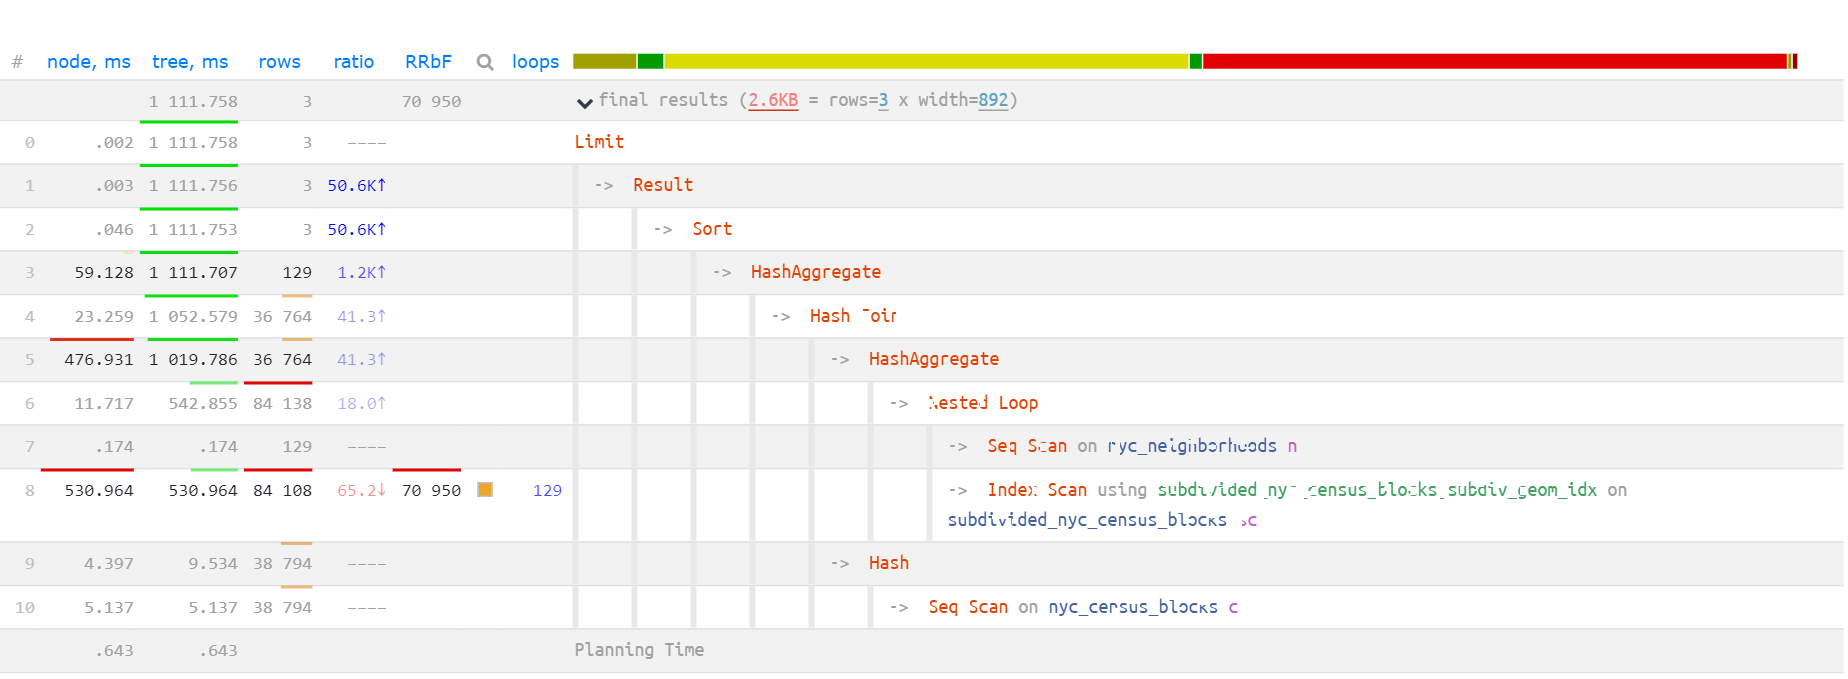 # node, ms tree, ms rows ratio RRbF loops
1 111.758 3 70 950 final results (2.6KB = rows=3 x width=892)
0 .002 1 111.758 3 ---- Limit
1 .003 1 111.756 3 50.6K↑ -> Result
2 .046 1 111.753 3 50.6K↑ -> Sort
3 59.128 1 111.707 129 1.2K↑ -> HashAggregate
4 23.259 1 052.579 36 764 41.3↑ -> Hash Join
5 476.931 1 019.786 36 764 41.3↑ -> HashAggregate
6 11.717 542.855 84 138 18.0↑ -> Nested Loop
7 .174 .174 129 ---- -> Seq Scan on nyc_neighborhoods n
8 530.964 530.964 84 108 65.2↓ 70 950 129 -> Index Scan using subdivided_nyc_census_blocks_subdiv_geom_idx on
subdivided_nyc_census_blocks sc
9 4.397 9.534 38 794 ---- -> Hash
10 5.137 5.137 38 794 ---- -> Seq Scan on nyc_census_blocks c
.643 .643 Planning Time